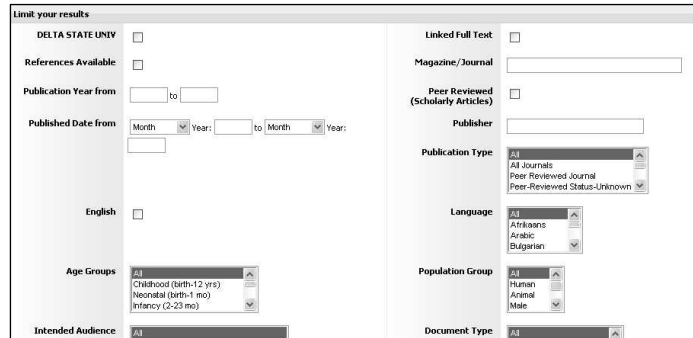 Limit your results
DELTA STATE UNIV
Linked Full Text
References Available
Magazine/Journal
Publication Year from to
Peer Reviewed
(Scholarly Articles)
Published Date from Month Year: to Month Year:
Publisher
Publication Type
All
All Journals
Peer Reviewed Journal
Peer-Reviewed Status-Unknown
English
Language
All
Afrikaans
Arabic
Bulgarian
Age Groups
All
Childhood (birth-12 yrs)
Neonatal (birth-1 mo)
Infancy (2-23 mo)
Population Group
All
Human
Animal
Male
Intended Audience
All
Document Type
All